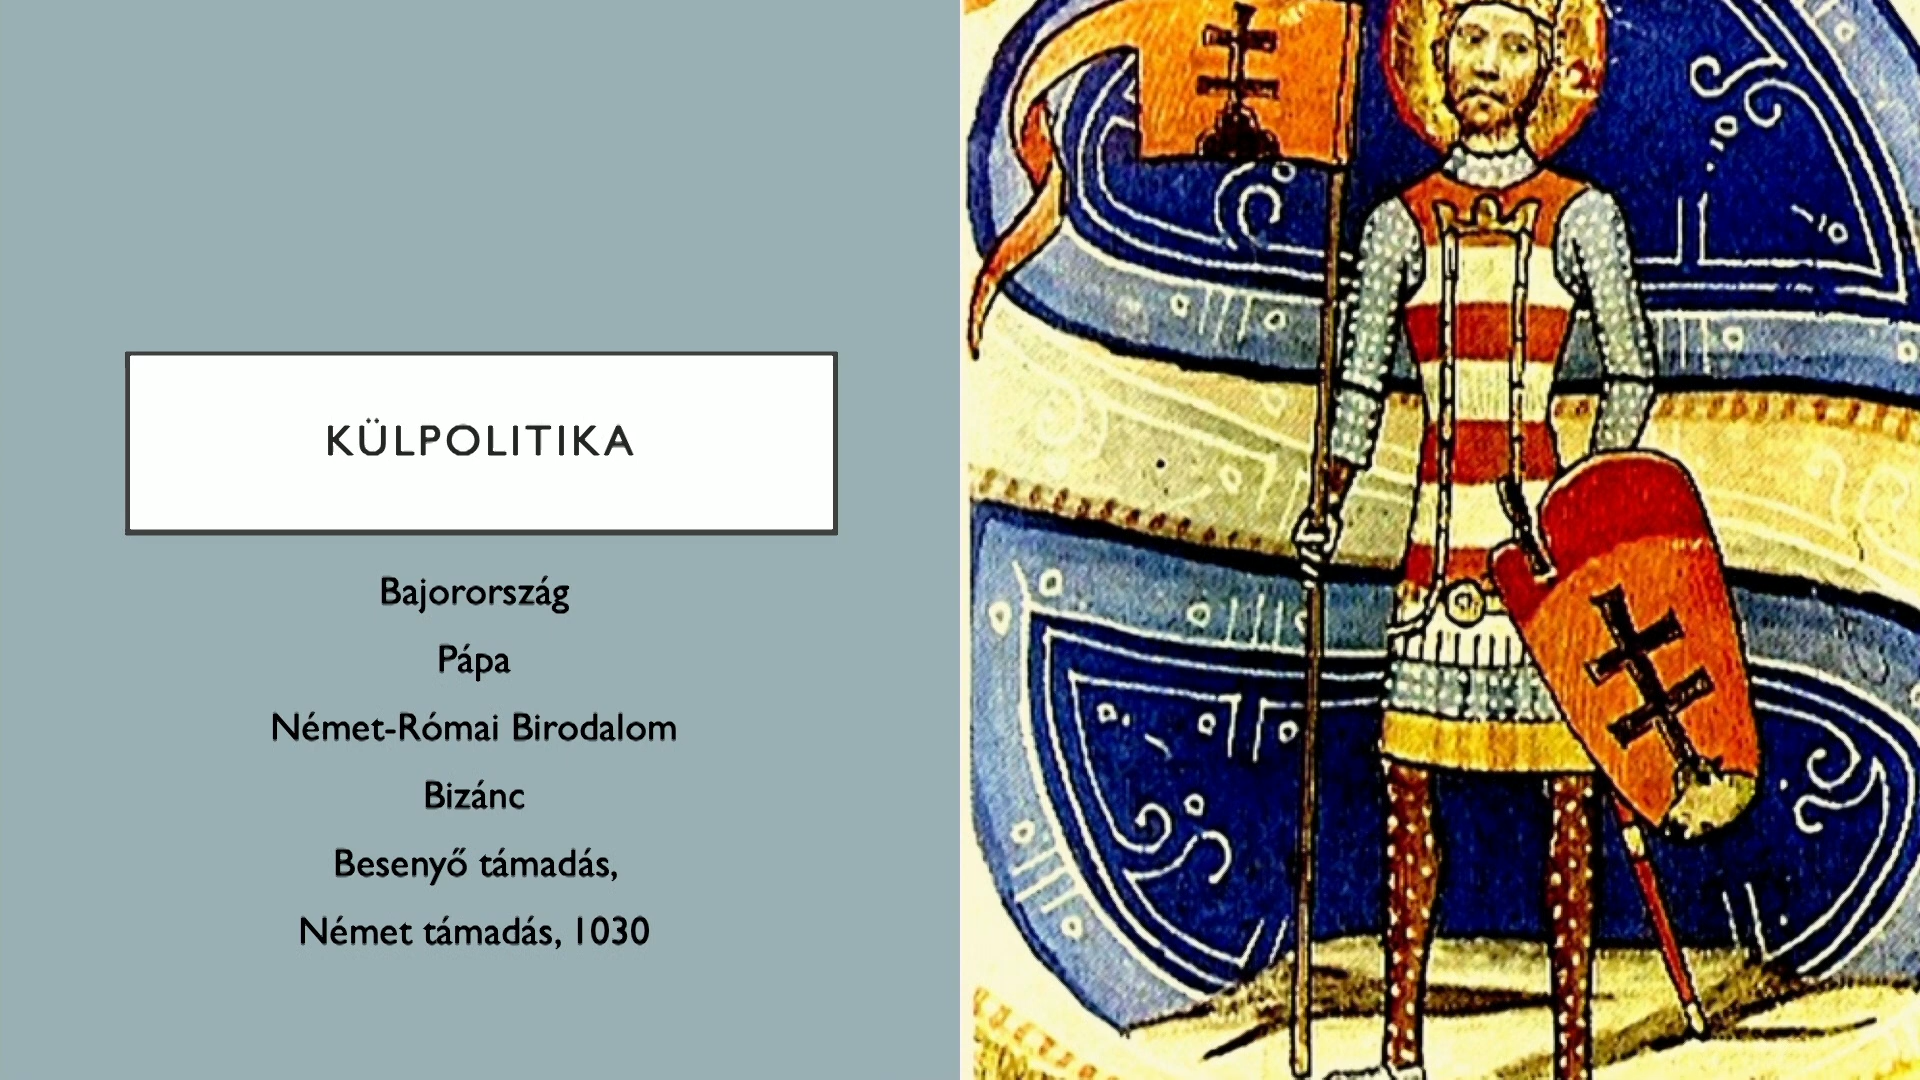 KÜLPOLITIKA
Bajorország
Pápa
Német-Római Birodalom
Bizánc
Besenyő támadás,
Német támadás, 1030